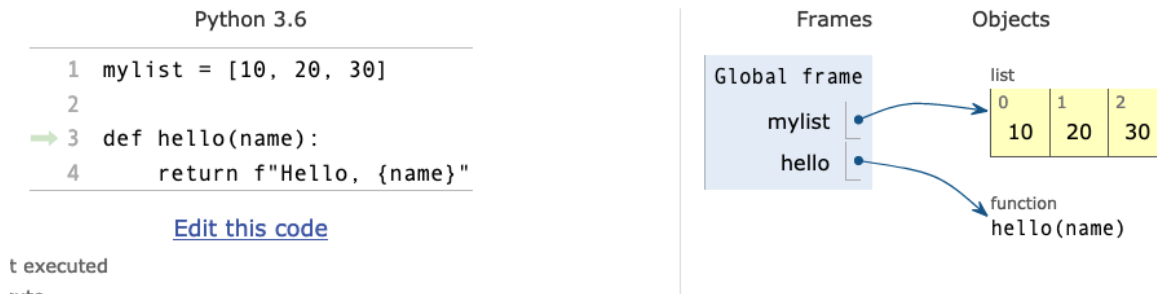 Python 3.6
1 mylist = [10, 20, 30]
2
3 def hello(name):
4     return f"Hello, {name}"
Edit this code
t executed
Frames
Objects
Global frame
mylist
hello
list
0 1 2
10 20 30
function
hello(name)